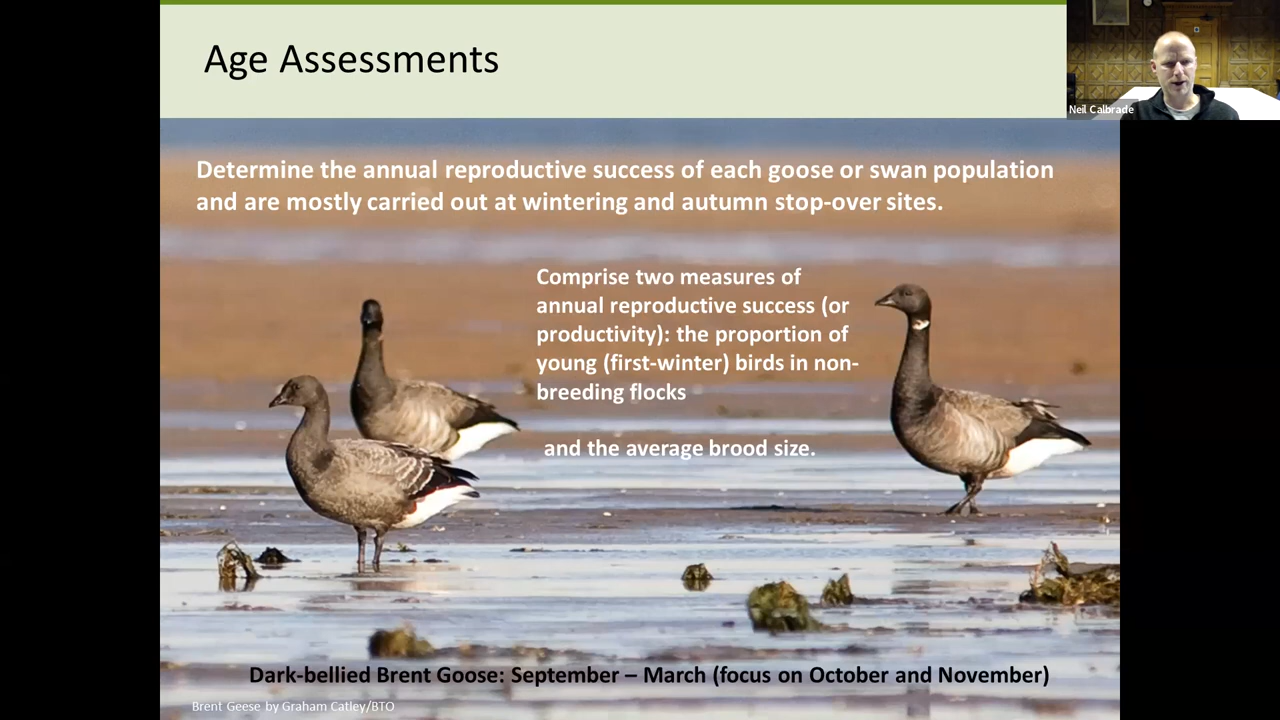 Age Assessments
Neil Calbrade
Determine the annual reproductive success of each goose or swan population
and are mostly carried out at wintering and autumn stop-over sites.
Comprise two measures of
annual reproductive success (or
productivity): the proportion of
young (first-winter) birds in non-
breeding flocks
and the average brood size.
Dark-bellied Brent Goose: September – March (focus on October and November)
Brent Geese by Graham Catley/BTO